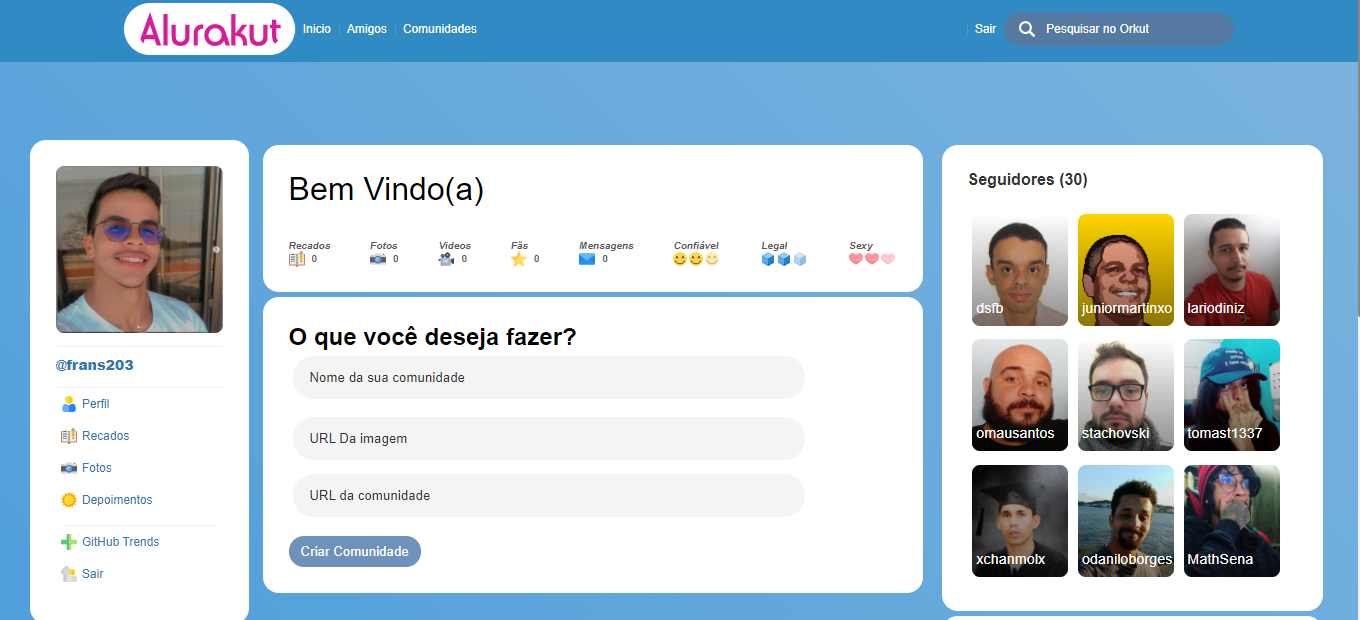 Alurakut Inicio Amigos Comunidades Sair Pesquisar no Orkut
@frans203
Perfil
Recados
Fotos
Depoimentos
GitHub Trends
Sair
Bem Vindo(a)
Recados Fotos Videos Fãs Mensagens Confiável Legal Sexy
0 0 0 0 0
O que você deseja fazer?
Nome da sua comunidade
URL Da imagem
URL da comunidade
Criar Comunidade
Seguidores (30)
dsfb juniormartinxo lariodiniz
omausantos stachovski tomast1337
xchanmolx odaniloborges MathSena